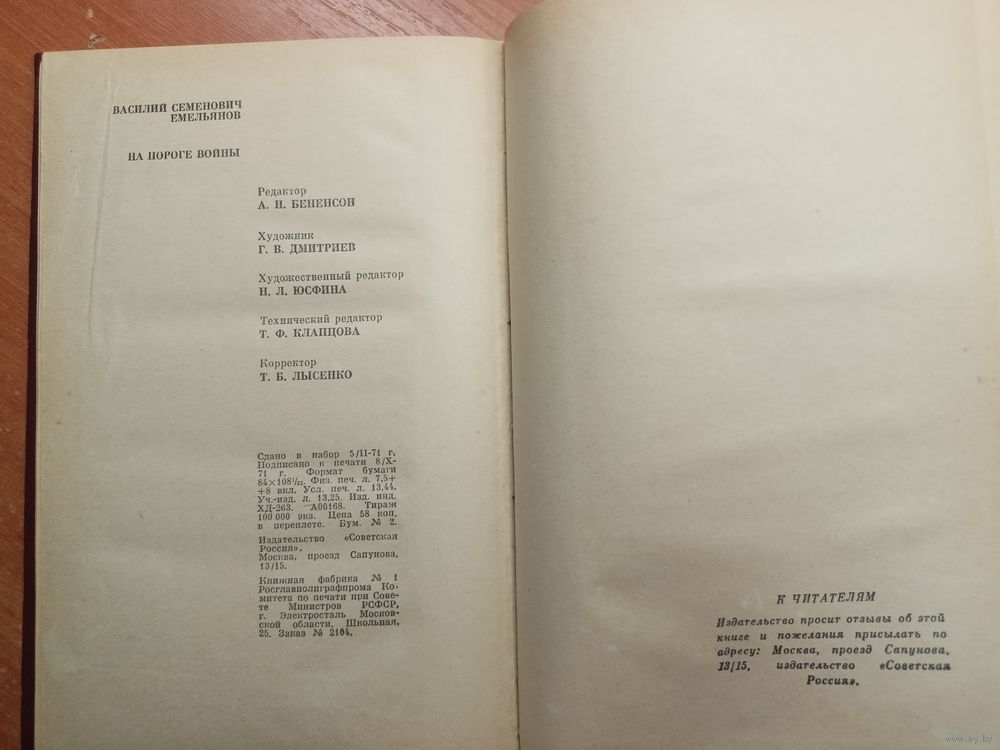 ВАСИЛИЙ СЕМЕНОВИЧ
ЕМЕЛЬЯНОВ
НА ПОРОГЕ ВОЙНЫ
Редактор
А. И. БЕНЕНСОН
Художник
Г. В. ДМИТРИЕВ
Художественный редактор
Н. Л. ЮСФИНА
Технический редактор
Т. Ф. КЛАПЦОВА
Корректор
Т. Б. ЛЫСЕНКО
Сдано в набор 5/II-71 г.
Подписано к печати 8/X-
71 г. Формат бумаги
84×108¹/₃₂. Физ. печ. л. 7,5+
+8 вкл. Усл. печ. л. 13,44.
Уч.-изд. л. 13,25. Изд. инд.
ХД-263. А06168. Тираж
100 000 экз. Цена 58 коп.
в переплете. Бум. № 2.
Издательство «Советская
Россия».
Москва, проезд Сапунова,
13/15.
Книжная фабрика № 1
Росглавполиграфпрома Ко-
митета по печати при Сове-
те Министров РСФСР,
г. Электросталь Москов-
ской области, Школьная,
25. Заказ № 2104.
К ЧИТАТЕЛЯМ
Издательство просит отзывы об этой
книге и пожелания присылать по
адресу: Москва, проезд Сапунова,
13/15, издательство «Советская
Россия».
www.ay.by